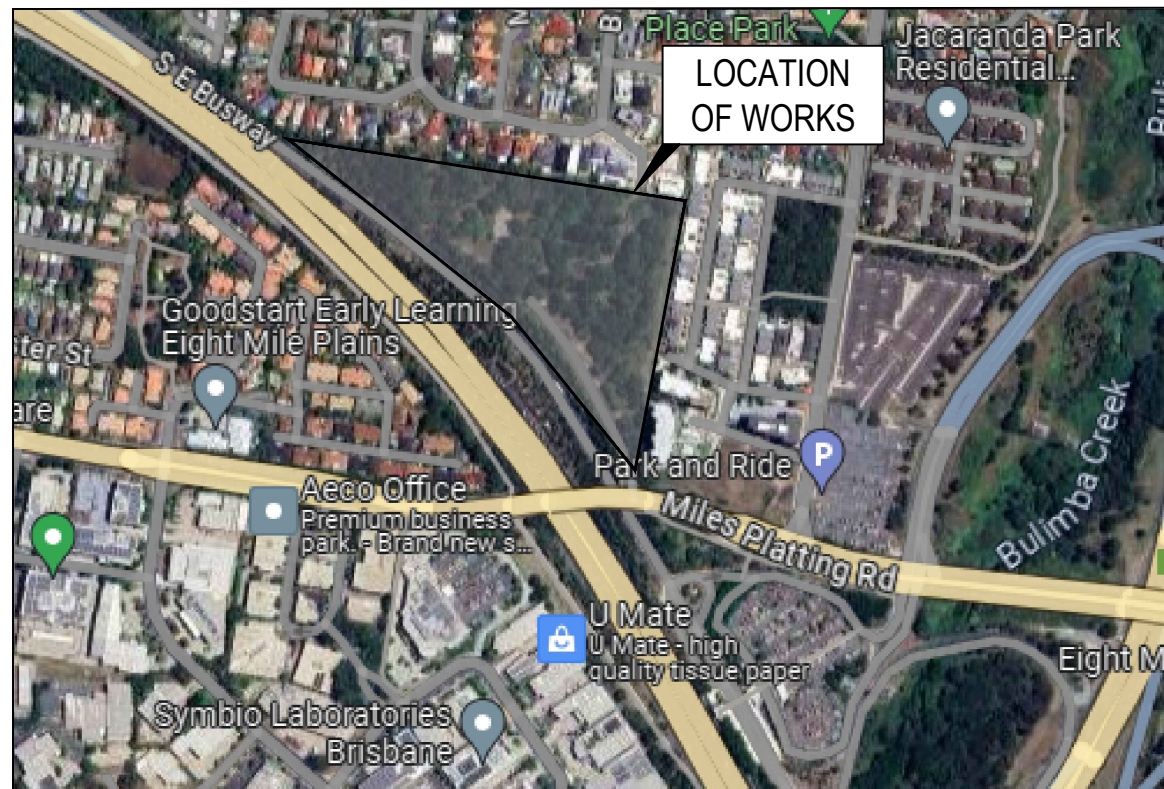 Place Park
LOCATION
OF WORKS
Jacaranda Park
Residential...
S E Busway
Goodstart Early Learning
Eight Mile Plains
ster St
are
Park and Ride
P
Aeco Office
Premium business
park. - Brand new s...
Miles Platting Rd
Bulimba Creek
U Mate
U Mate - high
quality tissue paper
Eight M
Symbio Laboratories
Brisbane